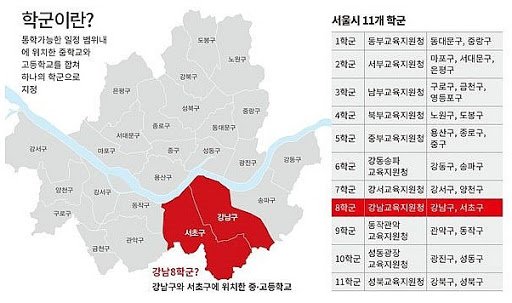 학군이란?
통학가능한 일정 범위내
에 위치한 중학교와
고등학교를 합쳐
하나의 학군으로
지정
도봉구
노원구
강북구
은평구
성북구
중랑구
종로구
동대문구
서대문구
마포구
중구
성동구
광진구
강동구
강서구
용산구
양천구
강서구
송파구
강남구
동작구
구로구
서초구
관악구
금천구
강남8학군?
강남구와 서초구에 위치한 중·고등학교
서울시 11개 학군
1학군 동부교육지원청 동대문구, 중랑구
2학군 서부교육지원청 마포구, 서대문구,
은평구
3학군 남부교육지원청 구로구, 금천구,
영등포구
4학군 북부교육지원청 노원구, 도봉구
5학군 중부교육지원청 용산구, 종로구,
중구
6학군 강동송파
교육지원청 강동구, 송파구
7학군 강서교육지원청 강서구, 양천구
8학군 강남교육지원청 강남구, 서초구
9학군 동작관악
교육지원청 관악구, 동작구
10학군 성동광장
교육지원청 광진구, 성동구
11학군 성북교육지원청 강북구, 성북구